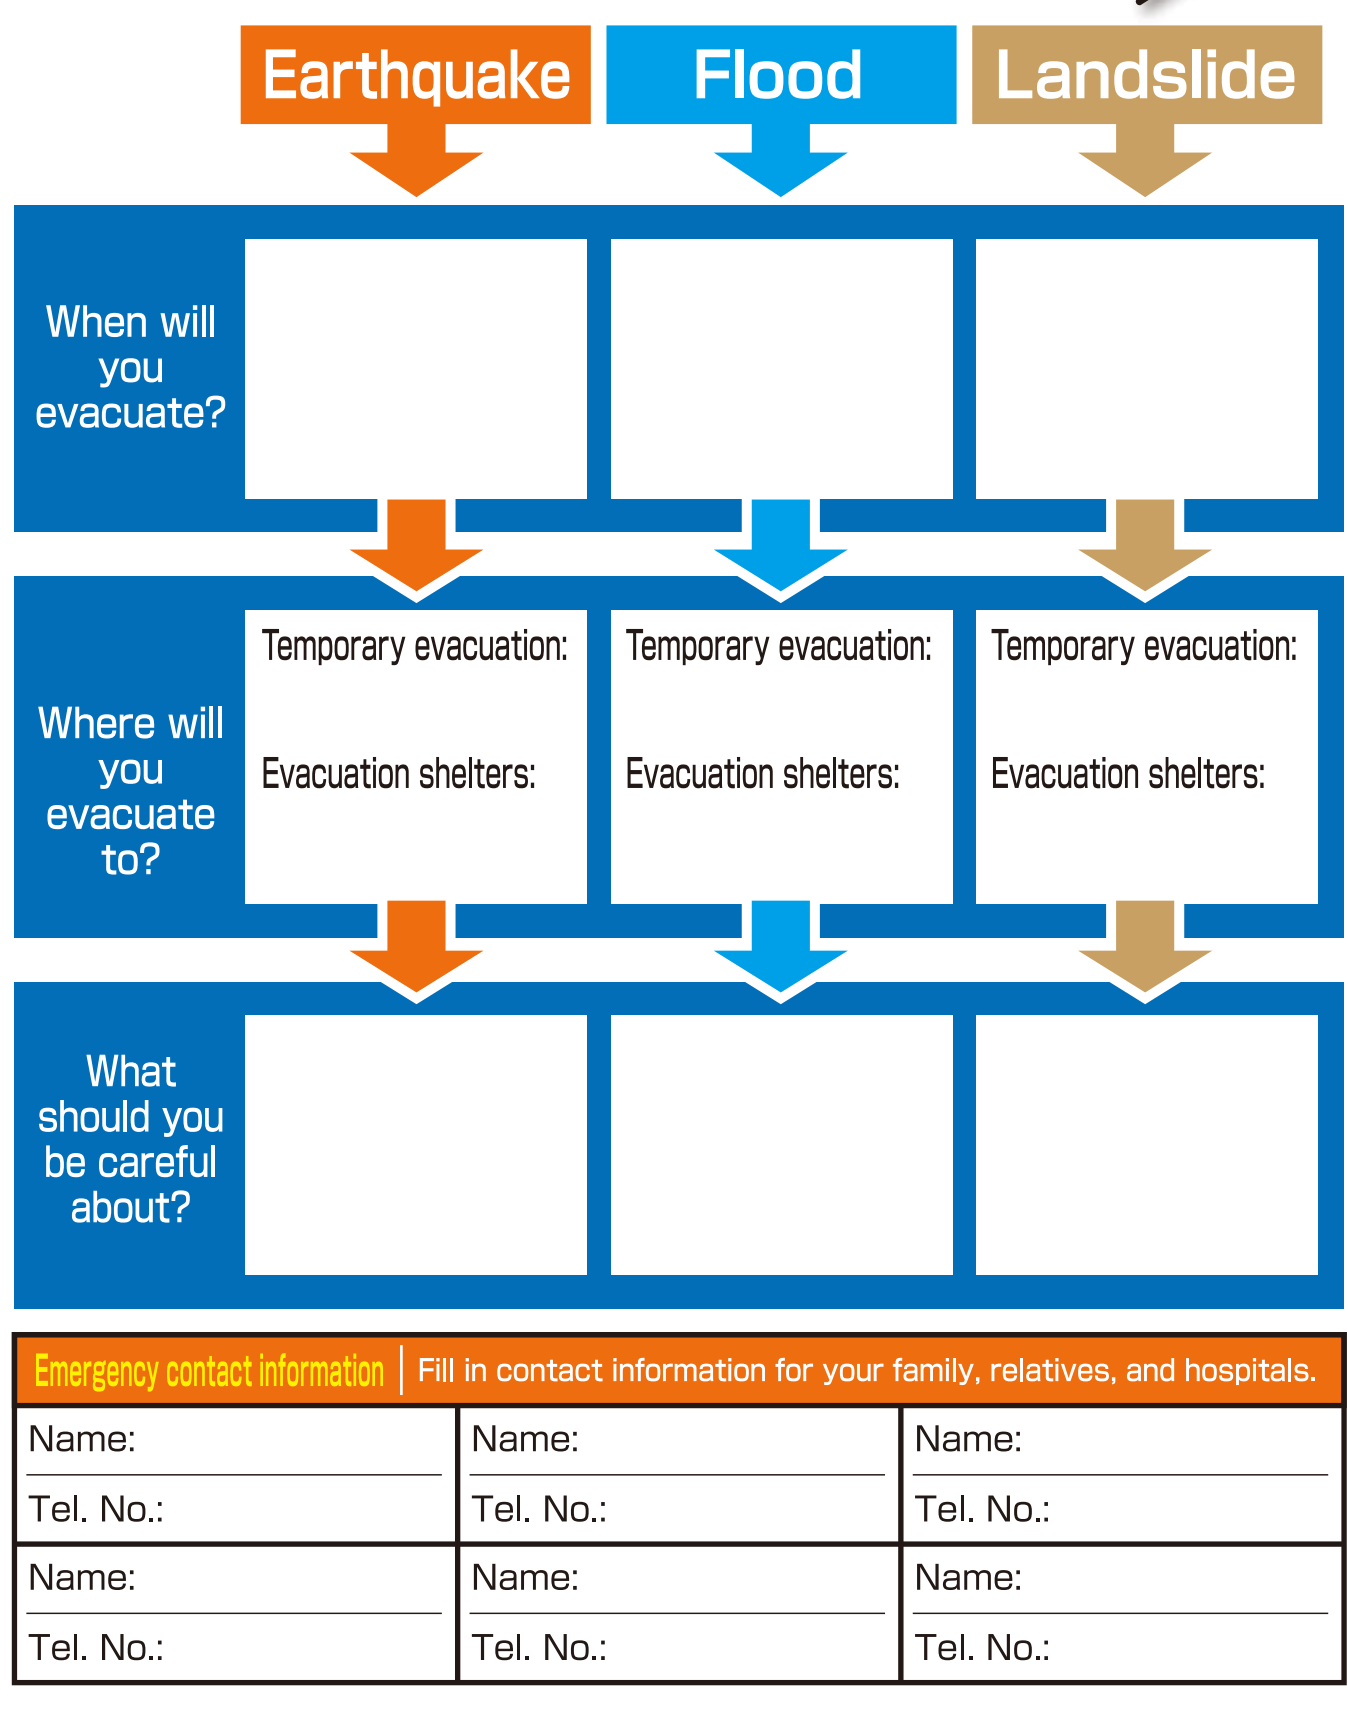 Earthquake Flood Landslide
When will
you
evacuate?
Where will
you
evacuate
to?
Temporary evacuation:
Evacuation shelters:
Temporary evacuation:
Evacuation shelters:
Temporary evacuation:
Evacuation shelters:
What
should you
be careful
about?
Emergency contact information | Fill in contact information for your family, relatives, and hospitals.
Name: Name: Name:
Tel. No.: Tel. No.: Tel. No.:
Name: Name: Name:
Tel. No.: Tel. No.: Tel. No.: